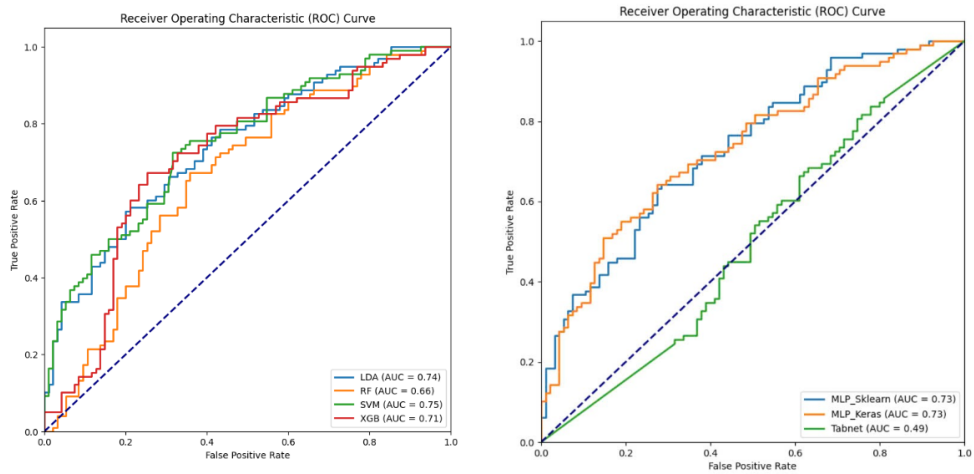 Receiver Operating Characteristic (ROC) Curve
True Positive Rate
1.0
0.8
0.6
0.4
0.2
0.0
0.0 0.2 0.4 0.6 0.8 1.0
False Positive Rate
LDA (AUC = 0.74)
RF (AUC = 0.66)
SVM (AUC = 0.75)
XGB (AUC = 0.71)
Receiver Operating Characteristic (ROC) Curve
True Positive Rate
1.0
0.8
0.6
0.4
0.2
0.0
0.0 0.2 0.4 0.6 0.8 1.0
False Positive Rate
MLP_Sklearn (AUC = 0.73)
MLP_Keras (AUC = 0.73)
Tabnet (AUC = 0.49)